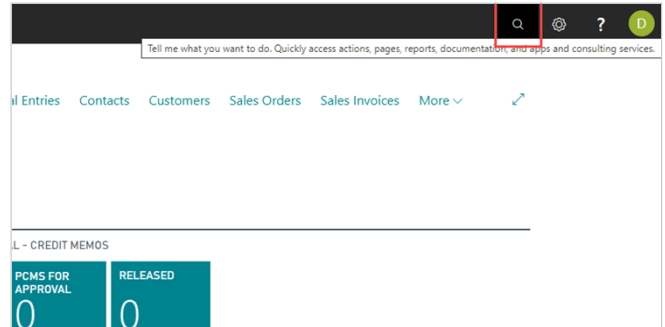 ? D
Tell me what you want to do. Quickly access actions, pages, reports, documentation, and apps and consulting services.
Entries Contacts Customers Sales Orders Sales Invoices More
- CREDIT MEMOS
PCMS FOR
APPROVAL
0
RELEASED
0